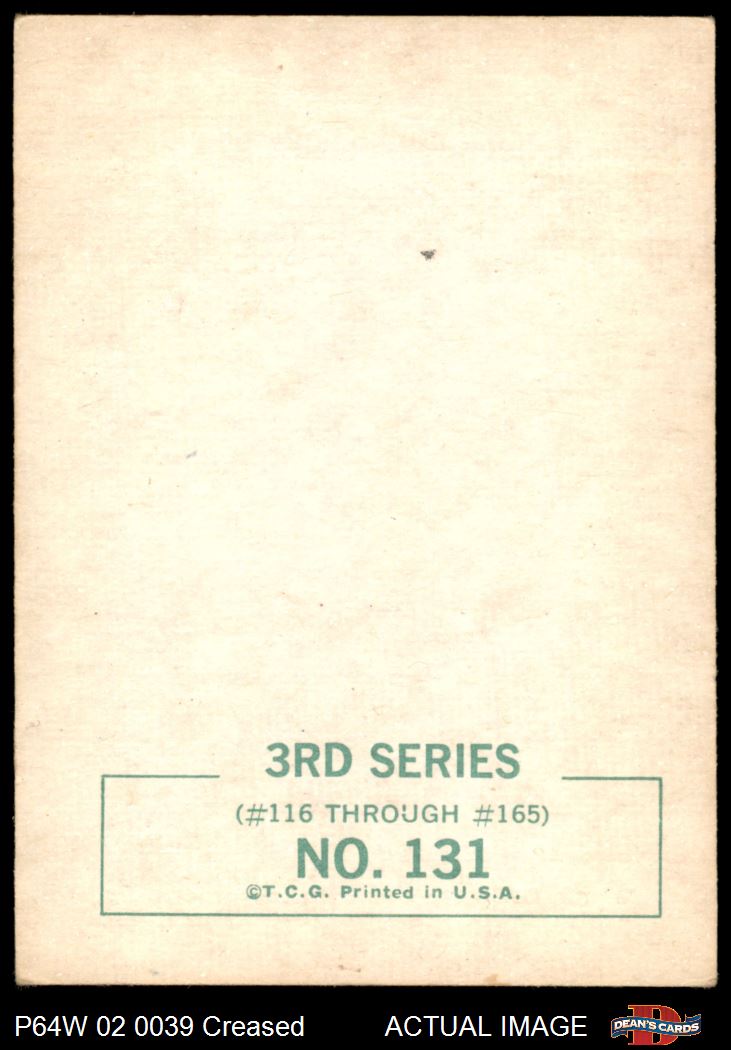 3RD SERIES
(#116 THROUGH #165)
NO. 131
©T.C.G. Printed in U.S.A.
P64W 02 0039 Creased ACTUAL IMAGE DEAN'S CARDS